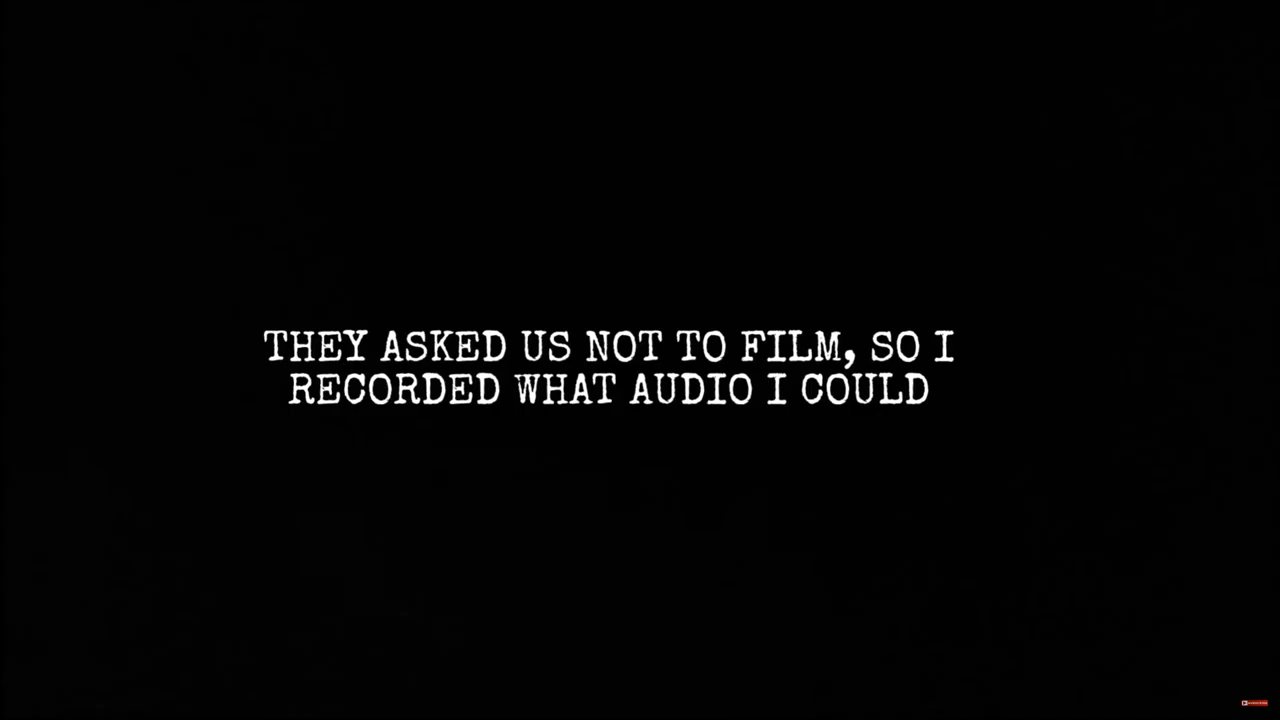 THEY ASKED US NOT TO FILM, SO I
RECORDED WHAT AUDIO I COULD